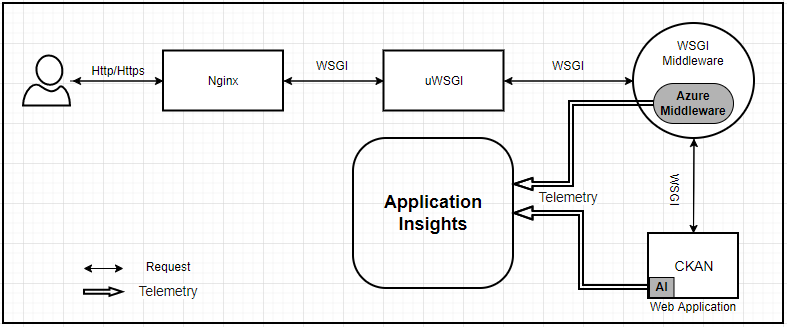 WSGI
Middleware
Http/Https
Nginx
WSGI
uWSGI
WSGI
Azure
Middleware
Application
Insights
Telemetry
WSGI
CKAN
AI
Web Application
Request
Telemetry